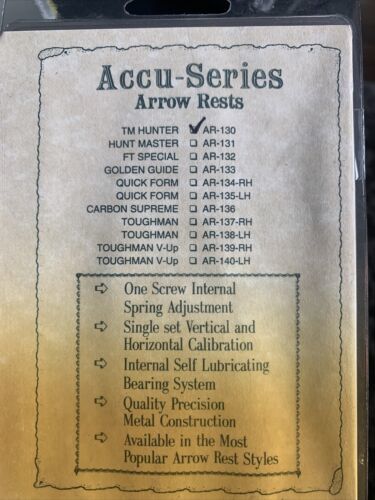 Accu-Series
Arrow Rests
TM HUNTER ✓ AR-130
HUNT MASTER ☐ AR-131
FT SPECIAL ☐ AR-132
GOLDEN GUIDE ☐ AR-133
QUICK FORM ☐ AR-134-RH
QUICK FORM ☐ AR-135-LH
CARBON SUPREME ☐ AR-136
TOUGHMAN ☐ AR-137-RH
TOUGHMAN ☐ AR-138-LH
TOUGHMAN V-Up ☐ AR-139-RH
TOUGHMAN V-Up ☐ AR-140-LH
⇨ One Screw Internal
Spring Adjustment
⇨ Single set Vertical and
Horizontal Calibration
⇨ Internal Self Lubricating
Bearing System
⇨ Quality Precision
Metal Construction
⇨ Available in the Most
Popular Arrow Rest Styles